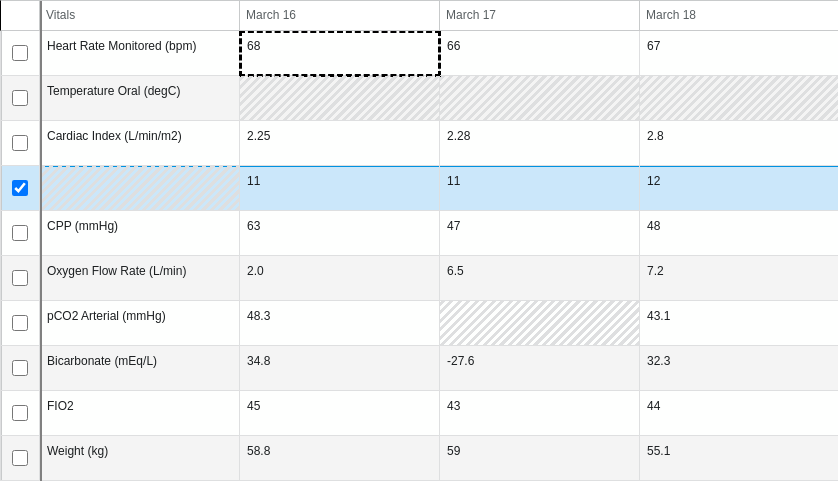 Vitals March 16 March 17 March 18
Heart Rate Monitored (bpm) 68 66 67
Temperature Oral (degC)
Cardiac Index (L/min/m2) 2.25 2.28 2.8
11 11 12
CPP (mmHg) 63 47 48
Oxygen Flow Rate (L/min) 2.0 6.5 7.2
pCO2 Arterial (mmHg) 48.3 43.1
Bicarbonate (mEq/L) 34.8 -27.6 32.3
FIO2 45 43 44
Weight (kg) 58.8 59 55.1